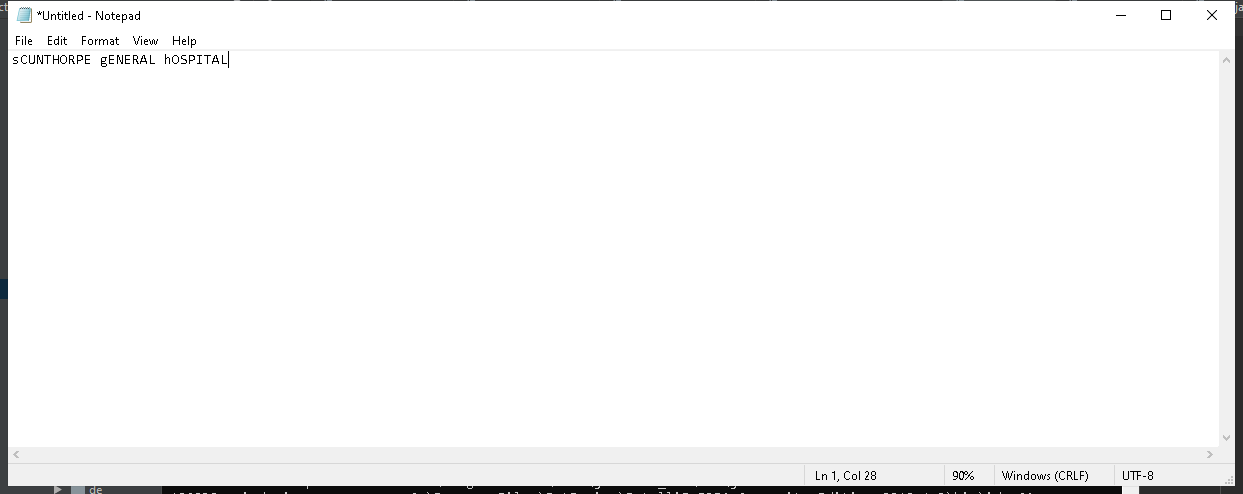 *Untitled - Notepad
File Edit Format View Help
sCUNTHORPE gENERAL hOSPITAL
Ln 1, Col 28 90% Windows (CRLF) UTF-8
de